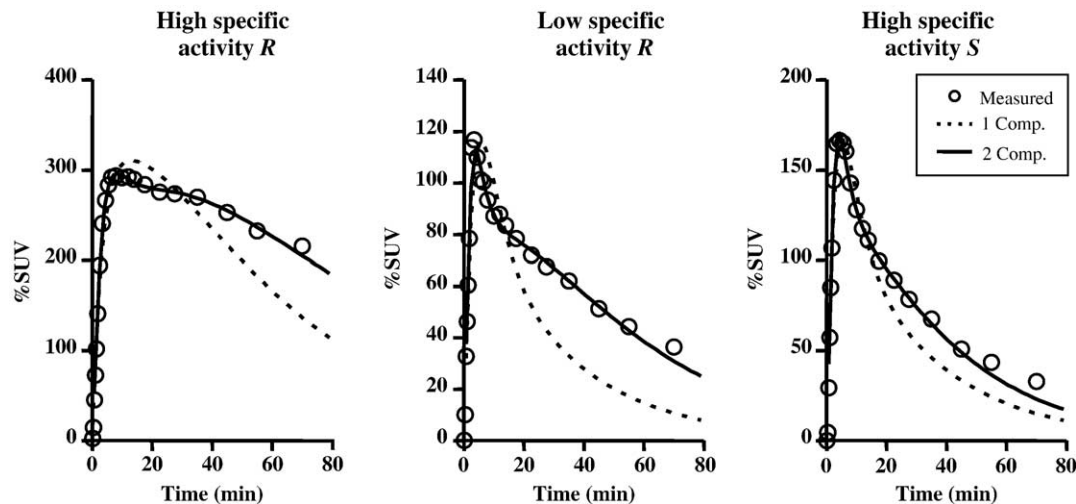 High specific
activity R
Low specific
activity R
High specific
activity S
400
300
200
100
0
%SUV
0 20 40 60 80
Time (min)
140
120
100
80
60
40
20
0
%SUV
0 20 40 60 80
Time (min)
200
150
100
50
0
%SUV
0 20 40 60 80
Time (min)
Measured
1 Comp.
2 Comp.